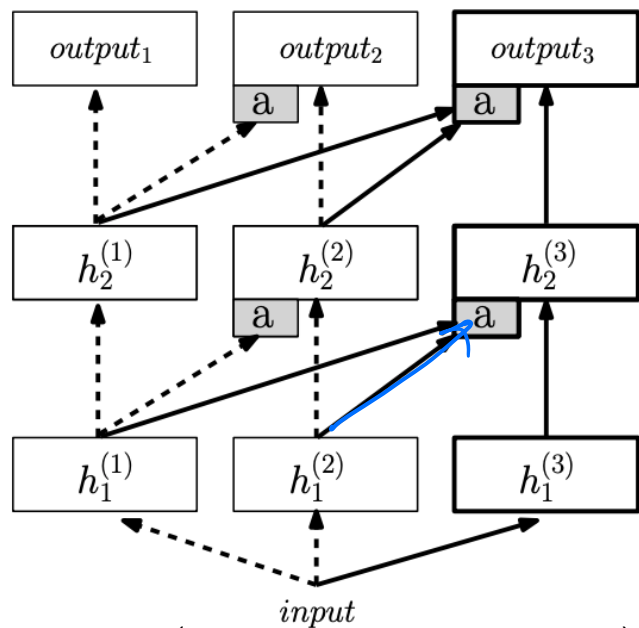 output₁ output₂ output₃
a a
h₂⁽¹⁾ h₂⁽²⁾ h₂⁽³⁾
a a
h₁⁽¹⁾ h₁⁽²⁾ h₁⁽³⁾
input